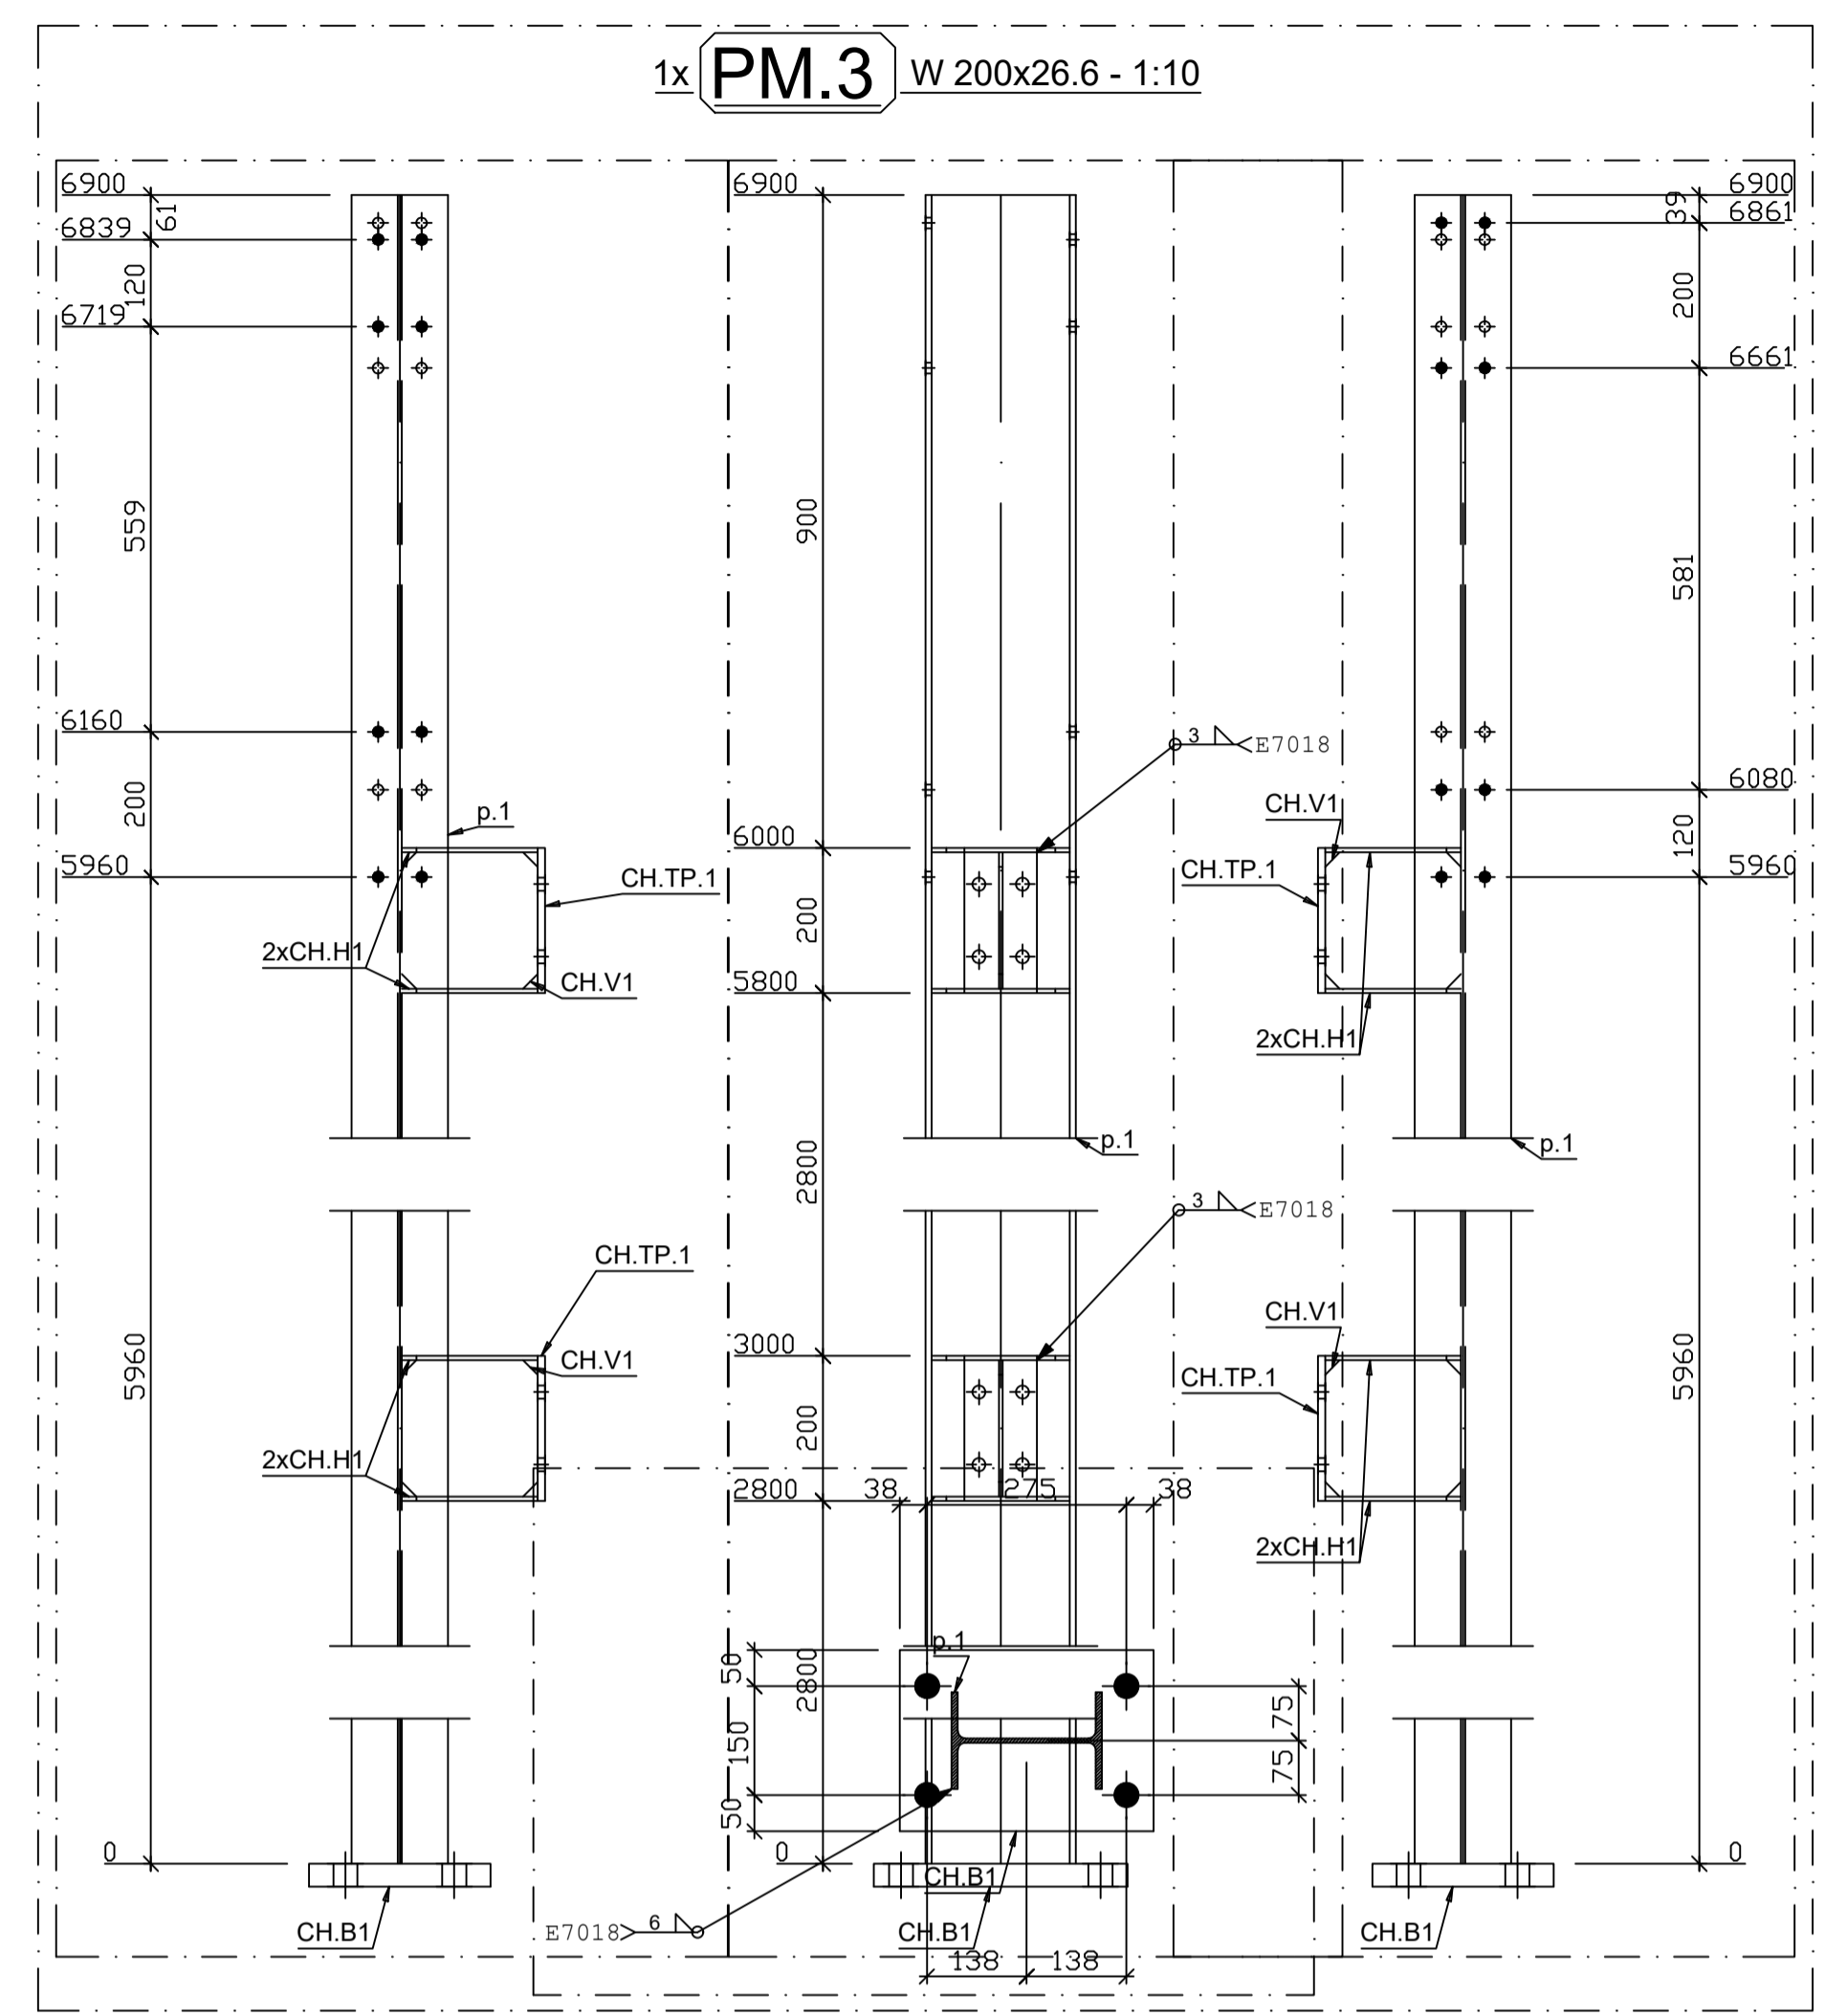 1x PM.3 W 200x26.6 - 1:10
6900
61
6839
120
6719
559
6160
200
5960
5960
0
p.1
CH.TP.1
2xCH.H1
CH.V1
CH.TP.1
CH.V1
2xCH.H1
CH.B1
6900
900
6000
200
5800
2800
3000
200
2800
2800
0
3 E7018
p.1
3 E7018
38 275 38
50
150
50
p.1
75
75
CH.B1
CH.B1
E7018 6
138 138
6900
39
6861
200
6661
581
6080
120
5960
5960
0
CH.V1
CH.TP.1
2xCH.H1
p.1
CH.V1
CH.TP.1
2xCH.H1
CH.B1